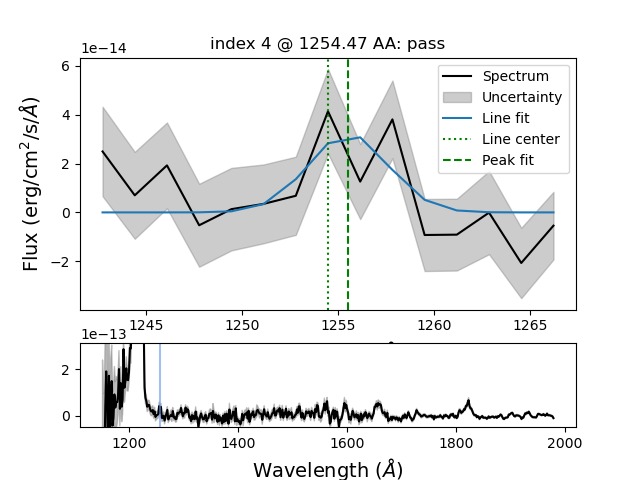 index 4 @ 1254.47 AA: pass
1e−14
Flux (erg/cm²/s/Å)
6
4
2
0
−2
Spectrum
Uncertainty
Line fit
Line center
Peak fit
1245 1250 1255 1260 1265
1e−13
2
0
1200 1400 1600 1800 2000
Wavelength (Å)